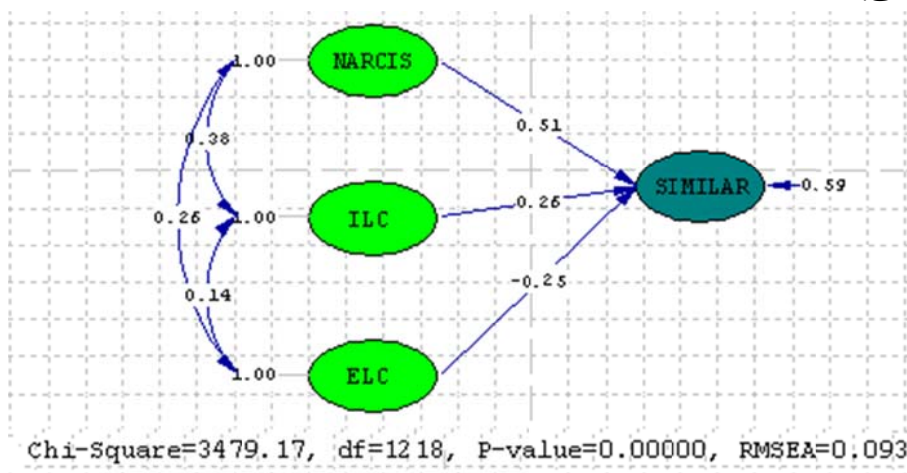 1.00 NARCIS
0.51
0.38
SIMILAR 0.59
0.26
0.26 1.00 ILC
-0.25
0.14
1.00 ELC
Chi-Square=3479.17, df=1218, P-value=0.00000, RMSEA=0.093